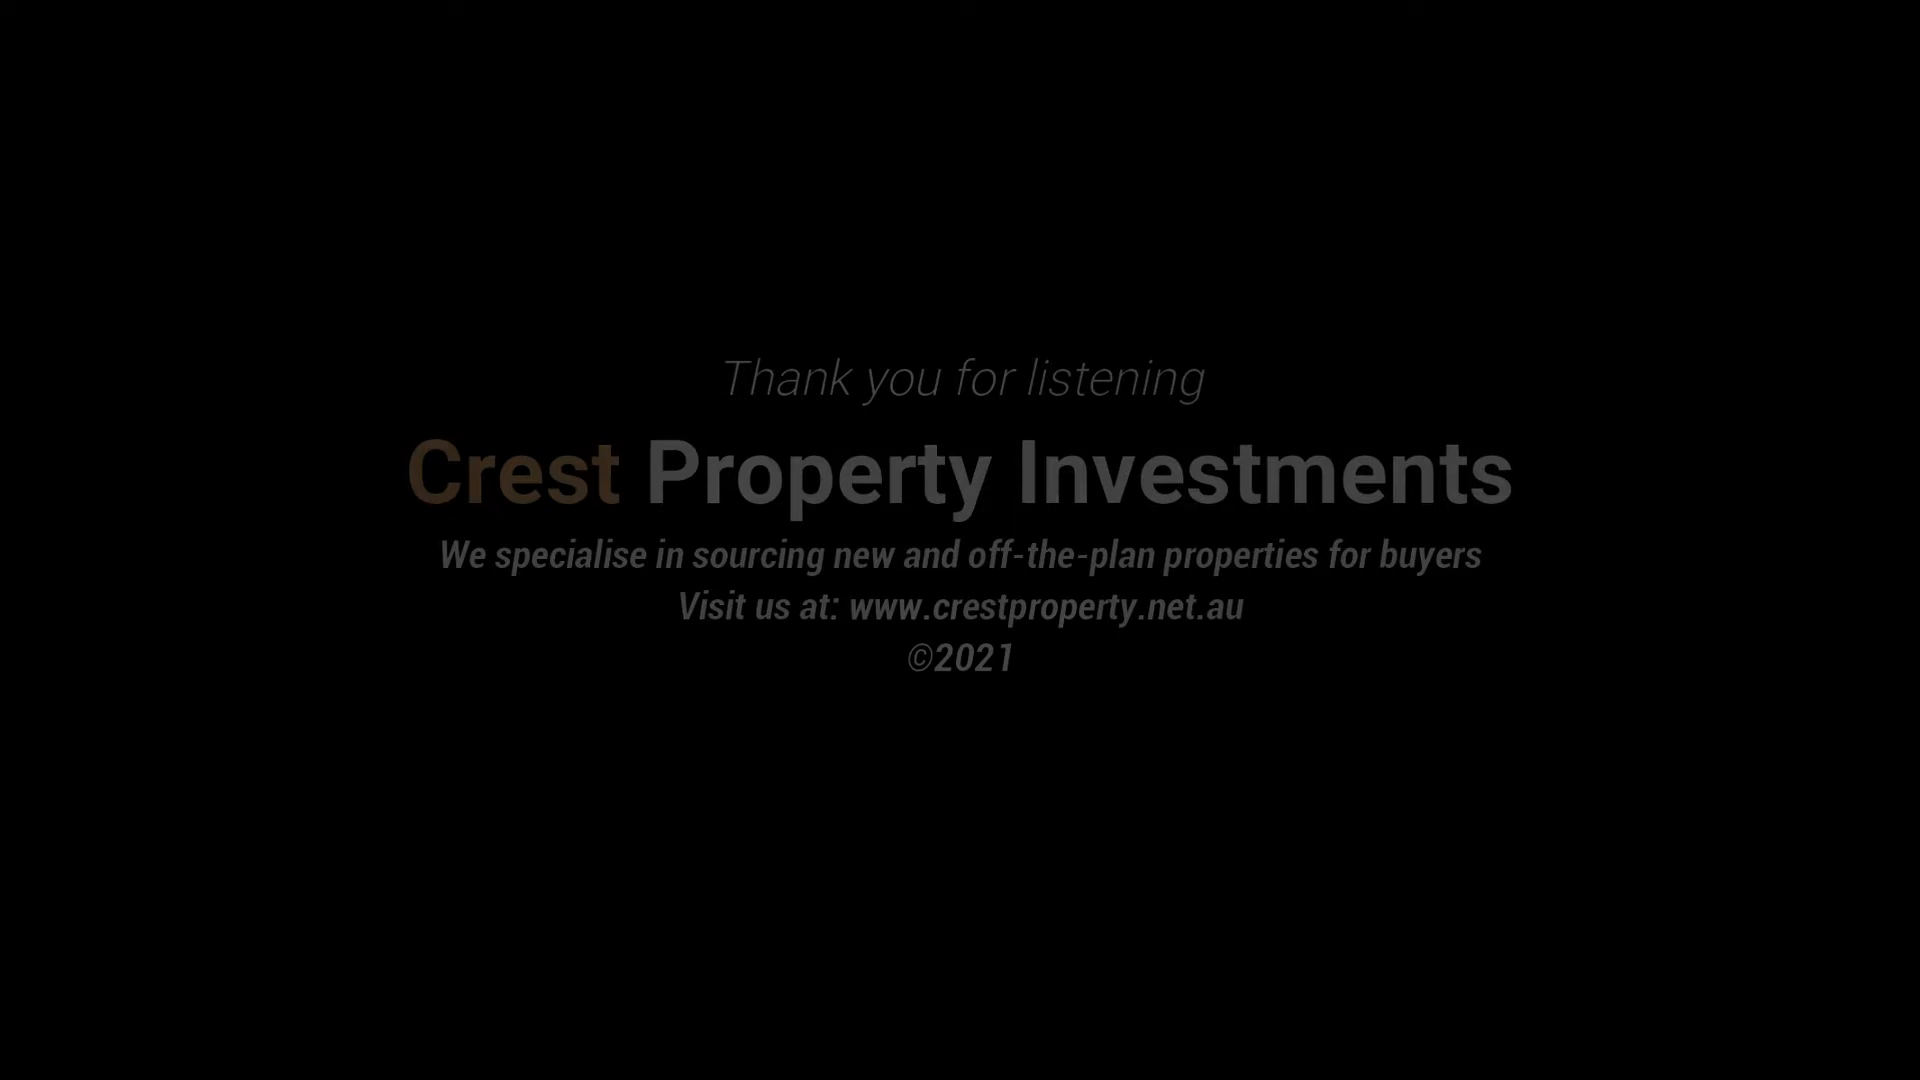 Thank you for listening
Crest Property Investments
We specialise in sourcing new and off-the-plan properties for buyers
Visit us at: www.crestproperty.net.au
©2021